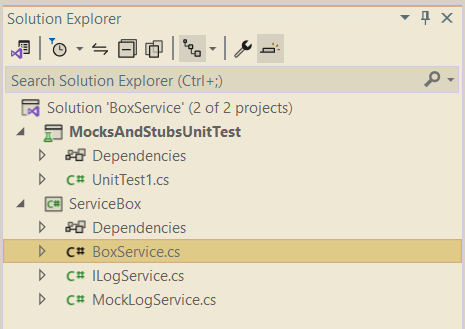 Solution Explorer
Search Solution Explorer (Ctrl+;)
Solution 'BoxService' (2 of 2 projects)
MocksAndStubsUnitTest
Dependencies
C# UnitTest1.cs
C# ServiceBox
Dependencies
C# BoxService.cs
C# ILogService.cs
C# MockLogService.cs